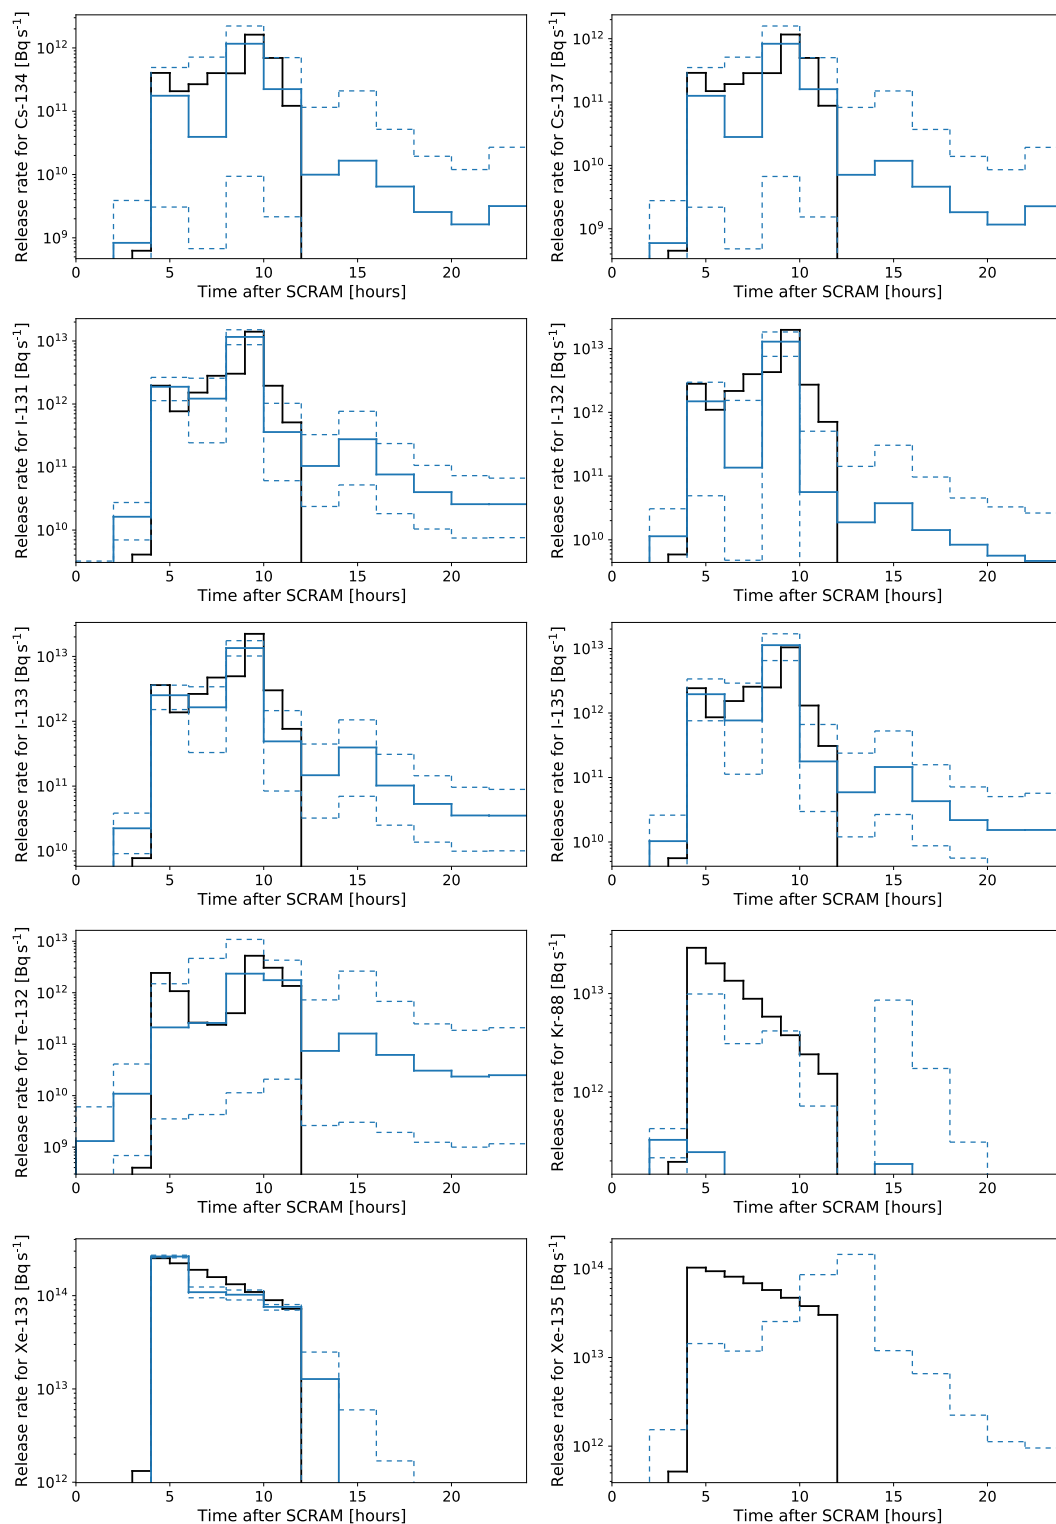 Release rate for Cs-134 [Bq s⁻¹]
10¹²
10¹¹
10¹⁰
10⁹
0 5 10 15 20
Time after SCRAM [hours]
Release rate for Cs-137 [Bq s⁻¹]
10¹²
10¹¹
10¹⁰
10⁹
0 5 10 15 20
Time after SCRAM [hours]
Release rate for I-131 [Bq s⁻¹]
10¹³
10¹²
10¹¹
10¹⁰
0 5 10 15 20
Time after SCRAM [hours]
Release rate for I-132 [Bq s⁻¹]
10¹³
10¹²
10¹¹
10¹⁰
0 5 10 15 20
Time after SCRAM [hours]
Release rate for I-133 [Bq s⁻¹]
10¹³
10¹²
10¹¹
10¹⁰
0 5 10 15 20
Time after SCRAM [hours]
Release rate for I-135 [Bq s⁻¹]
10¹³
10¹²
10¹¹
10¹⁰
0 5 10 15 20
Time after SCRAM [hours]
Release rate for Te-132 [Bq s⁻¹]
10¹³
10¹²
10¹¹
10¹⁰
10⁹
0 5 10 15 20
Time after SCRAM [hours]
Release rate for Kr-88 [Bq s⁻¹]
10¹³
10¹²
0 5 10 15 20
Time after SCRAM [hours]
Release rate for Xe-133 [Bq s⁻¹]
10¹⁴
10¹³
10¹²
0 5 10 15 20
Time after SCRAM [hours]
Release rate for Xe-135 [Bq s⁻¹]
10¹⁴
10¹³
10¹²
0 5 10 15 20
Time after SCRAM [hours]